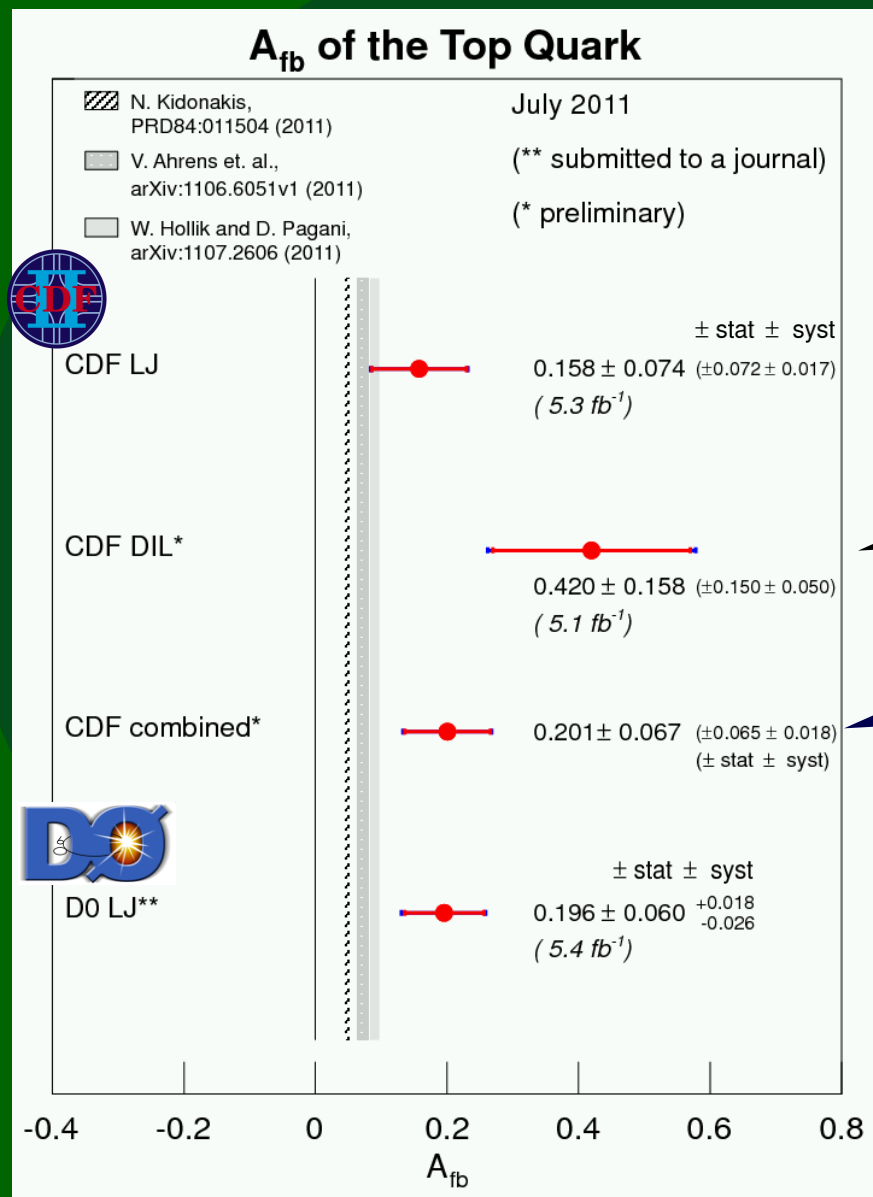 A_fb of the Top Quark
N. Kidonakis,
PRD84:011504 (2011)
V. Ahrens et. al.,
arXiv:1106.6051v1 (2011)
W. Hollik and D. Pagani,
arXiv:1107.2606 (2011)
July 2011
(** submitted to a journal)
(* preliminary)
II
CDF
± stat ± syst
CDF LJ
0.158 ± 0.074 (±0.072 ± 0.017)
( 5.3 fb⁻¹)
CDF DIL*
0.420 ± 0.158 (±0.150 ± 0.050)
( 5.1 fb⁻¹)
CDF combined*
0.201± 0.067 (±0.065 ± 0.018)
(± stat ± syst)
DØ
± stat ± syst
D0 LJ**
0.196 ± 0.060 +0.018
-0.026
( 5.4 fb⁻¹)
-0.4 -0.2 0 0.2 0.4 0.6 0.8
A_fb